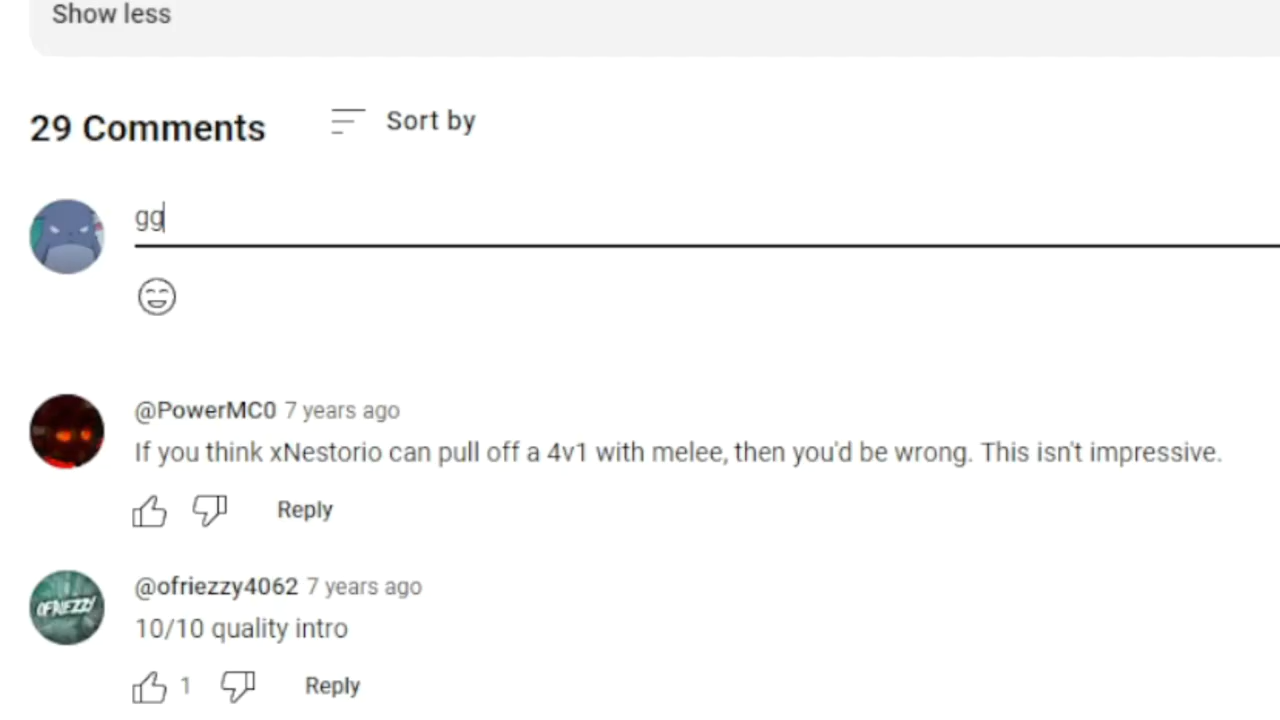 Show less
29 Comments
Sort by
gg
@PowerMC0 7 years ago
If you think xNestorio can pull off a 4v1 with melee, then you'd be wrong. This isn't impressive.
Reply
OFRIEZZY
@ofriezzy4062 7 years ago
10/10 quality intro
1
Reply